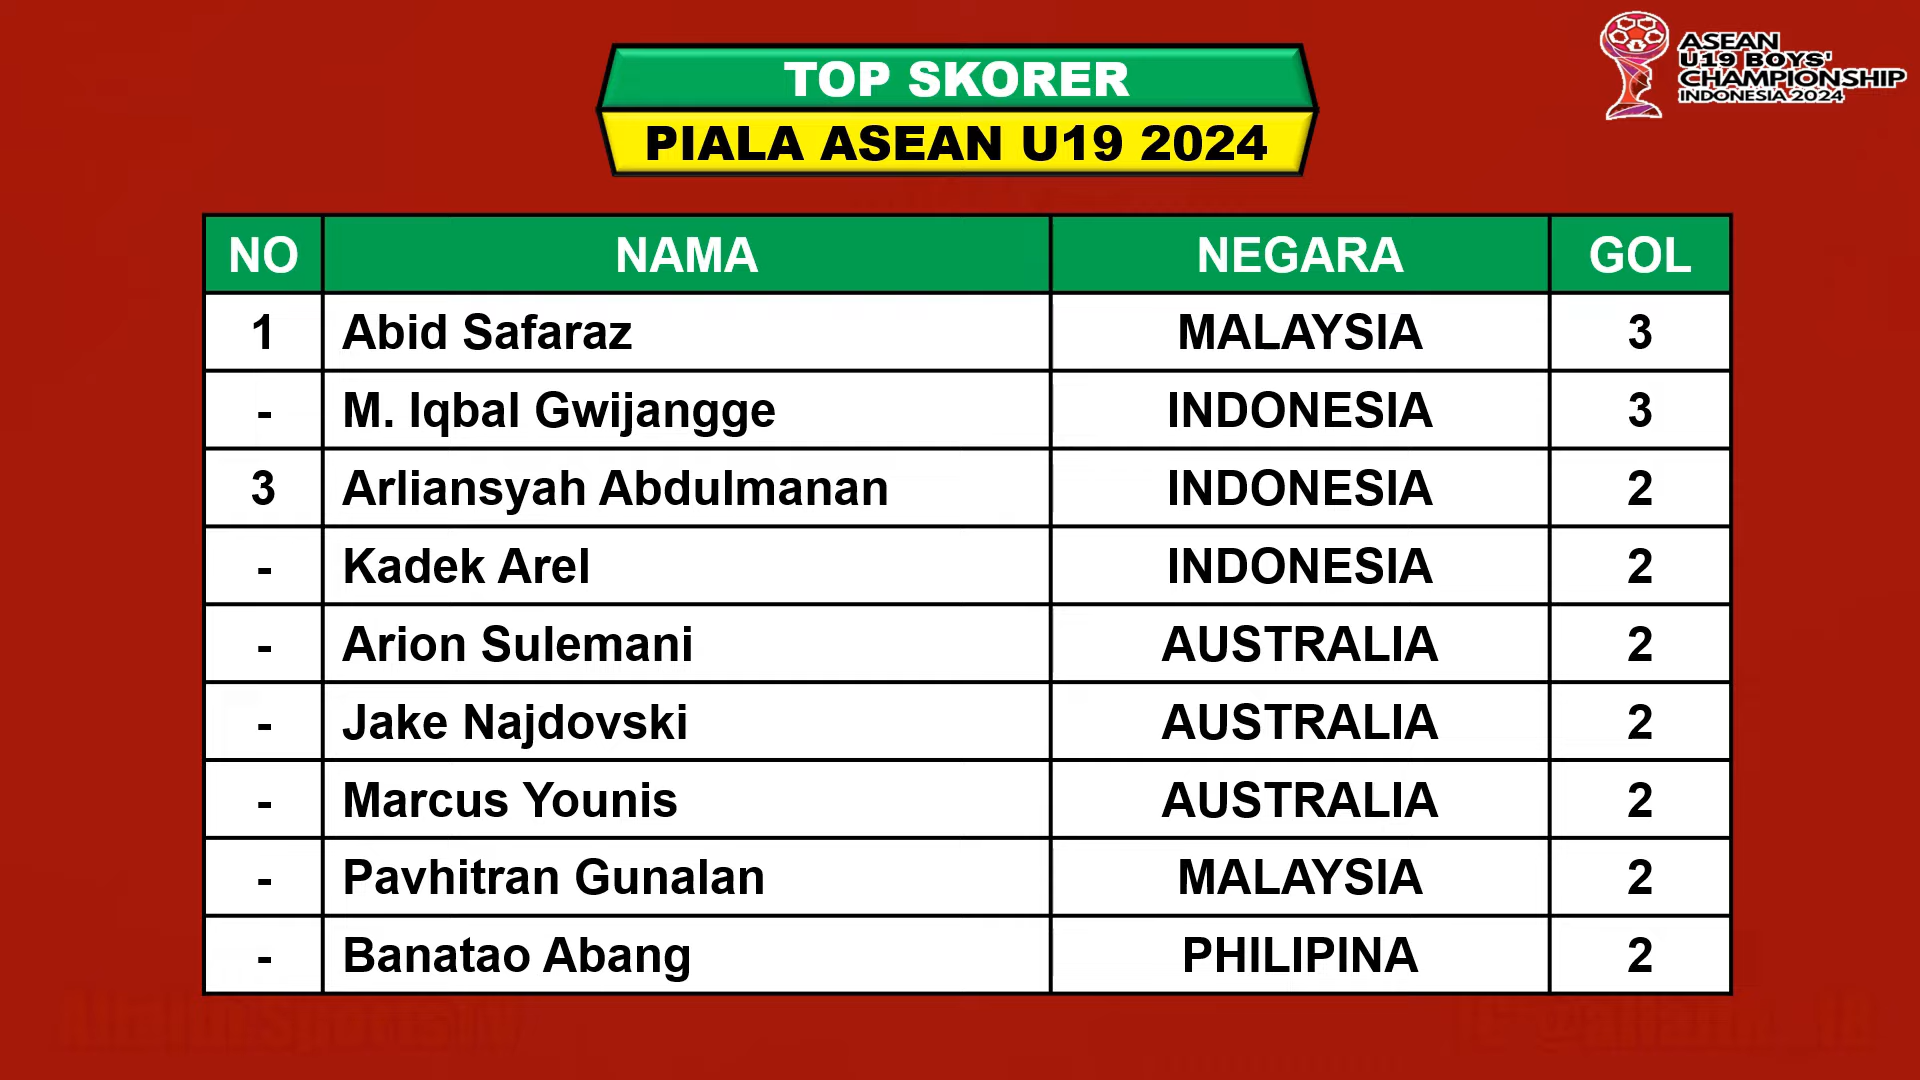 TOP SKORER
PIALA ASEAN U19 2024
ASEAN
U19 BOYS'
CHAMPIONSHIP
INDONESIA 2024
NO NAMA NEGARA GOL
1 Abid Safaraz MALAYSIA 3
- M. Iqbal Gwijangge INDONESIA 3
3 Arliansyah Abdulmanan INDONESIA 2
- Kadek Arel INDONESIA 2
- Arion Sulemani AUSTRALIA 2
- Jake Najdovski AUSTRALIA 2
- Marcus Younis AUSTRALIA 2
- Pavhitran Gunalan MALAYSIA 2
- Banatao Abang PHILIPINA 2